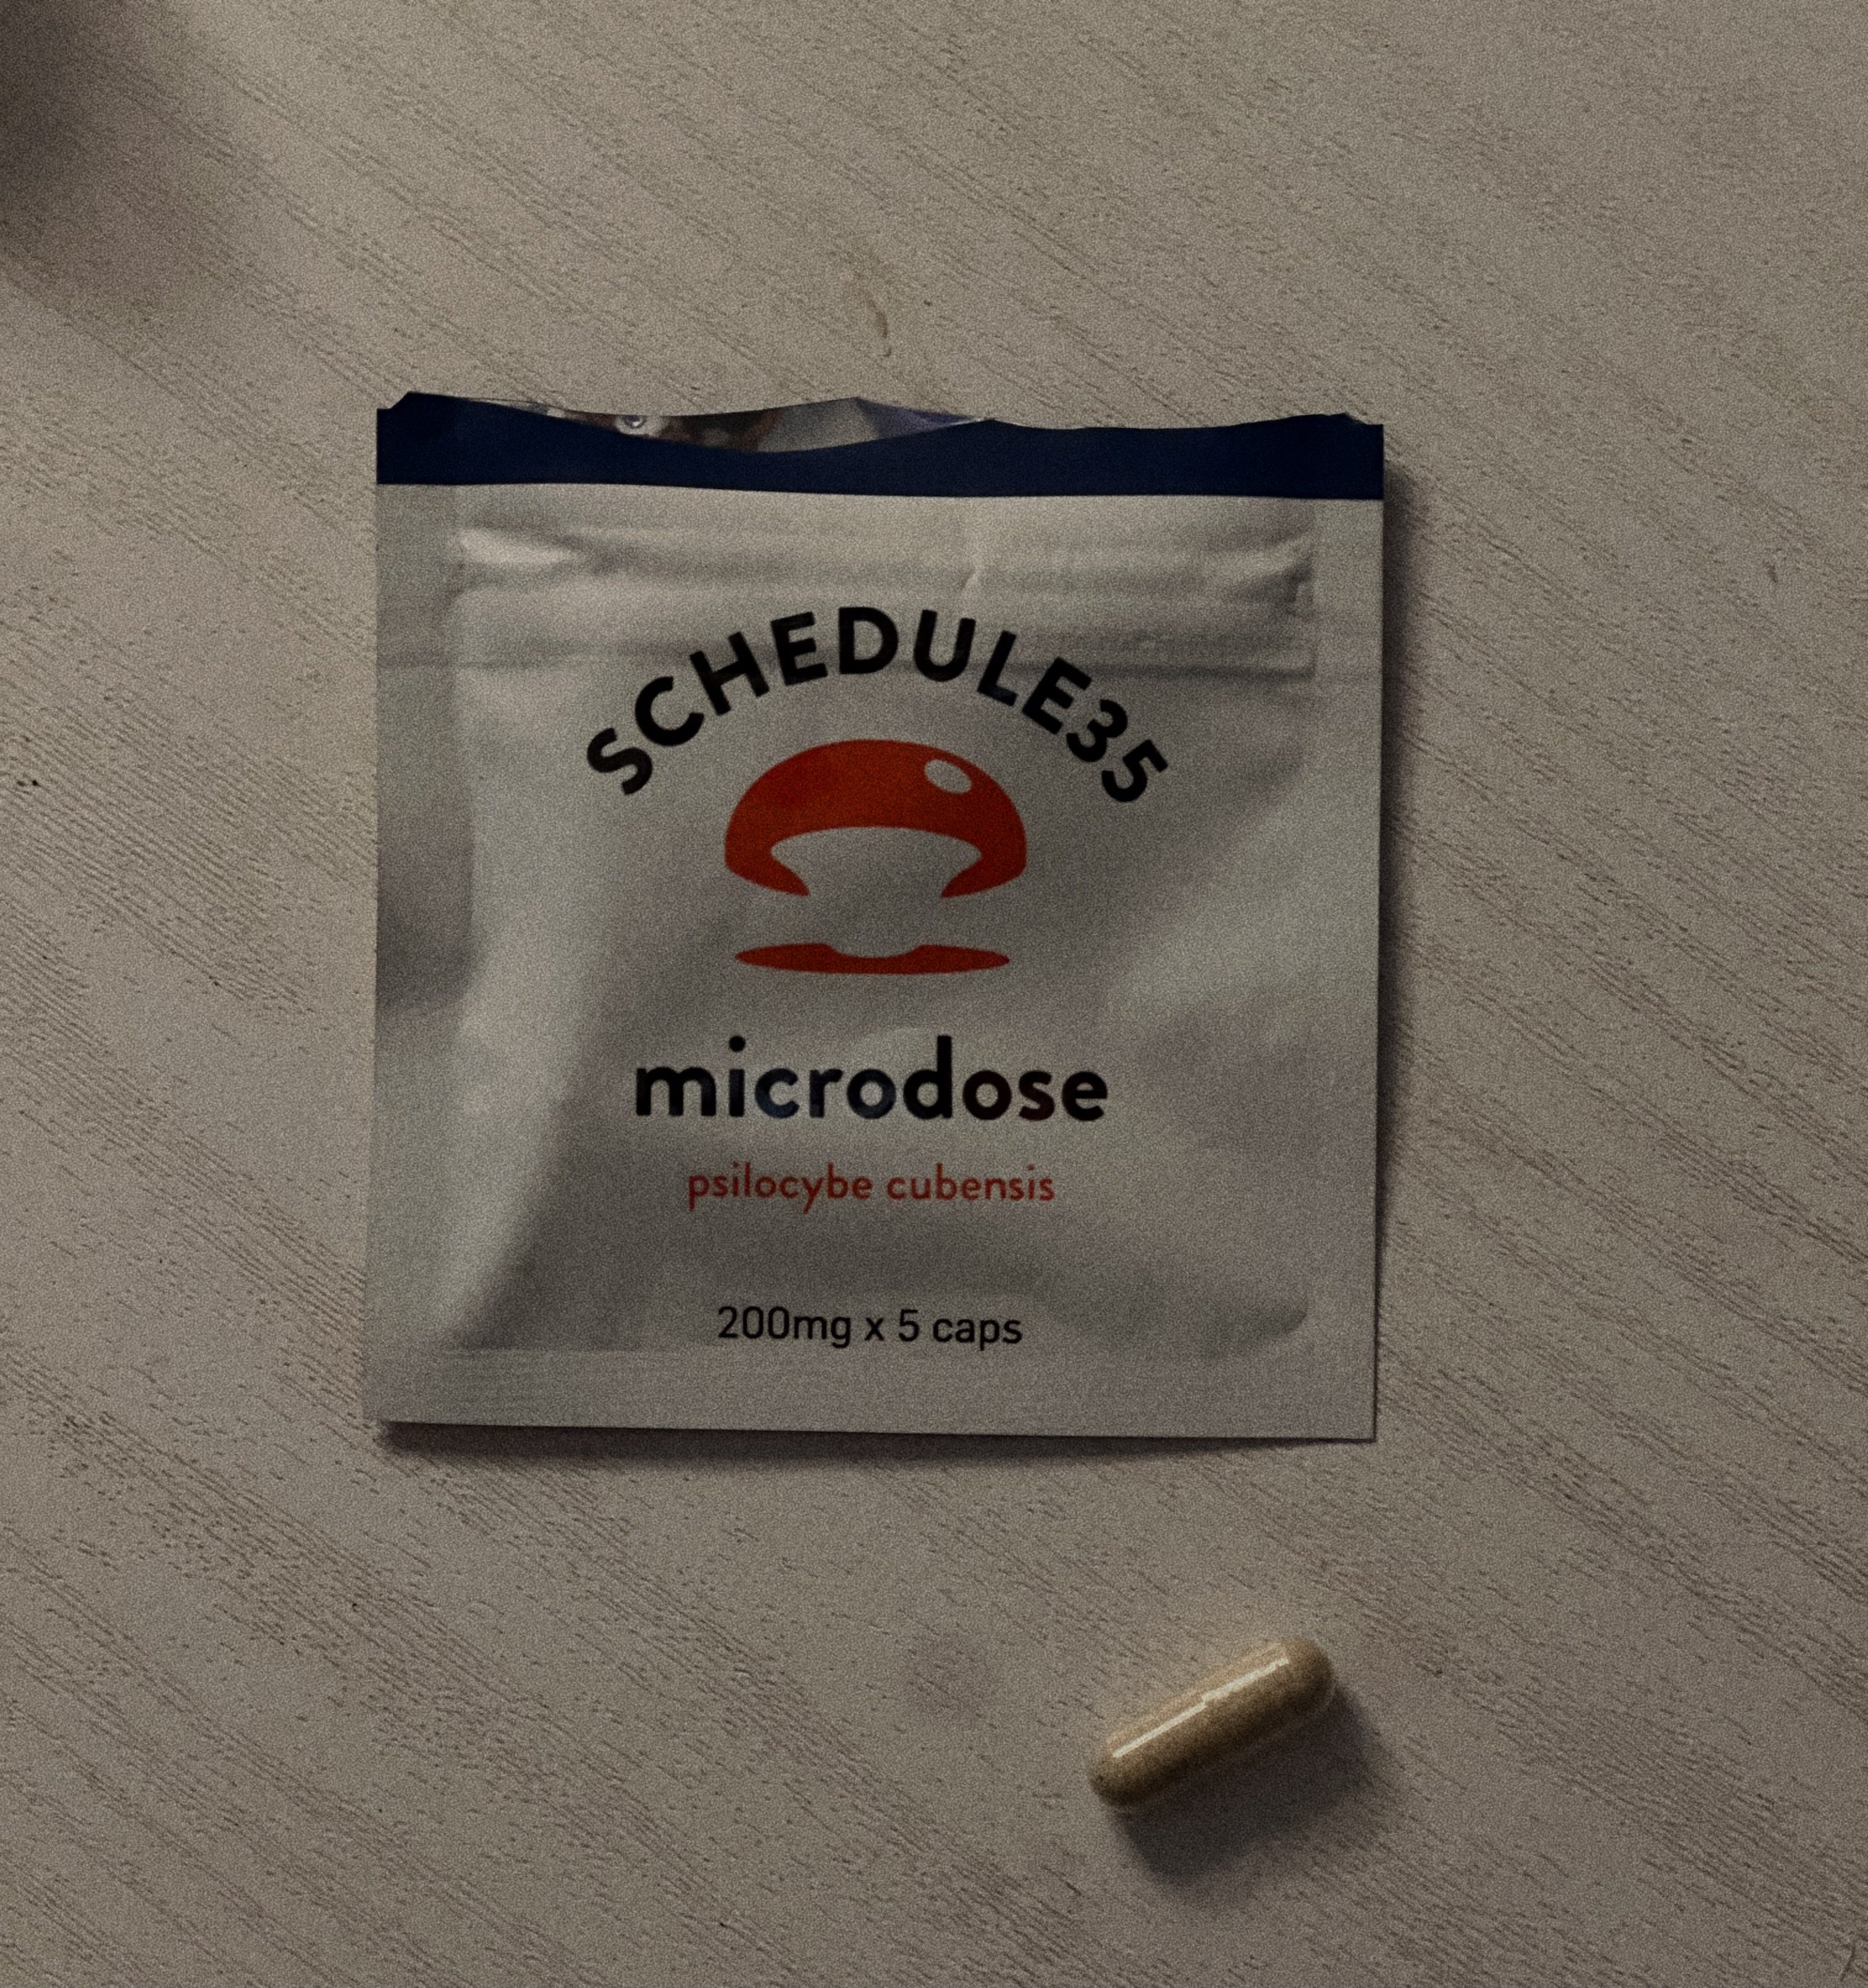 SCHEDULE35
microdose
psilocybe cubensis
200mg x 5 caps